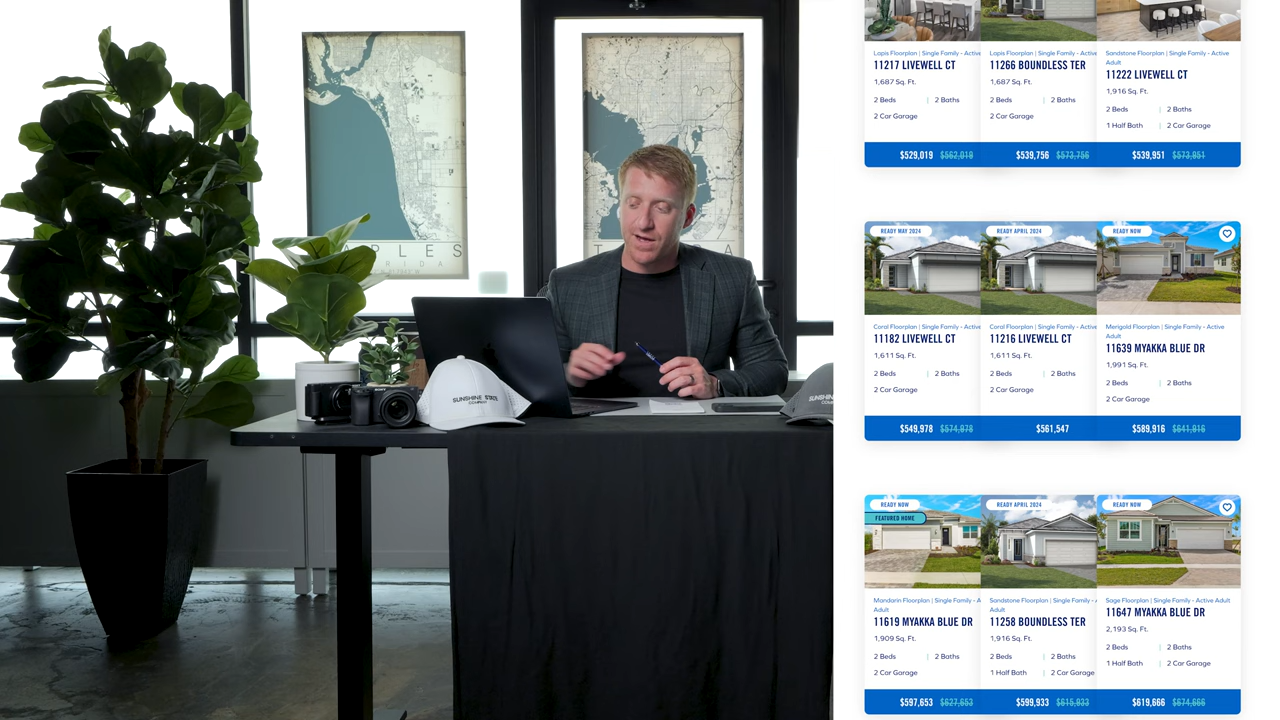 APLES
RIDA
T
A
SONY
SUNSHINE STATE
COMPANY
SUNSHINE
Lapis Floorplan | Single Family - Active
11217 LIVEWELL CT
1,687 Sq. Ft.
2 Beds | 2 Baths
2 Car Garage
$529,019 $562,019
Lapis Floorplan | Single Family - Active
11266 BOUNDLESS TER
1,687 Sq. Ft.
2 Beds | 2 Baths
2 Car Garage
$539,756 $573,756
Sandstone Floorplan | Single Family - Active
Adult
11222 LIVEWELL CT
1,916 Sq. Ft.
2 Beds | 2 Baths
1 Half Bath | 2 Car Garage
$539,951 $573,951
READY MAY 2024
Coral Floorplan | Single Family - Active
11182 LIVEWELL CT
1,611 Sq. Ft.
2 Beds | 2 Baths
2 Car Garage
$549,978 $574,978
READY APRIL 2024
Coral Floorplan | Single Family - Active
11216 LIVEWELL CT
1,611 Sq. Ft.
2 Beds | 2 Baths
2 Car Garage
$561,547
READY NOW
Merigold Floorplan | Single Family - Active
Adult
11639 MYAKKA BLUE DR
1,991 Sq. Ft.
2 Beds | 2 Baths
2 Car Garage
$589,916 $641,916
READY NOW
FEATURED HOME
Mandarin Floorplan | Single Family - A
Adult
11619 MYAKKA BLUE DR
1,909 Sq. Ft.
2 Beds | 2 Baths
2 Car Garage
$597,653 $627,653
READY APRIL 2024
Sandstone Floorplan | Single Family - A
Adult
11258 BOUNDLESS TER
1,916 Sq. Ft.
2 Beds | 2 Baths
1 Half Bath | 2 Car Garage
$599,933 $615,933
READY NOW
Sage Floorplan | Single Family - Active Adult
11647 MYAKKA BLUE DR
2,193 Sq. Ft.
2 Beds | 2 Baths
1 Half Bath | 2 Car Garage
$619,666 $674,666